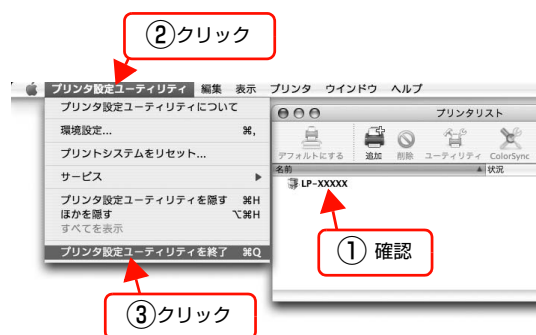 ②クリック
プリンタ設定ユーティリティ 編集 表示 プリンタ ウインドウ ヘルプ
プリンタ設定ユーティリティについて
環境設定... ⌘,
プリントシステムをリセット...
サービス ▶
プリンタ設定ユーティリティを隠す ⌘H
ほかを隠す ⌥⌘H
すべてを表示
プリンタ設定ユーティリティを終了 ⌘Q
プリンタリスト
デフォルトにする 追加 削除 ユーティリティ ColorSync
名前 ▲ 状況
LP-XXXXX
① 確認
③クリック